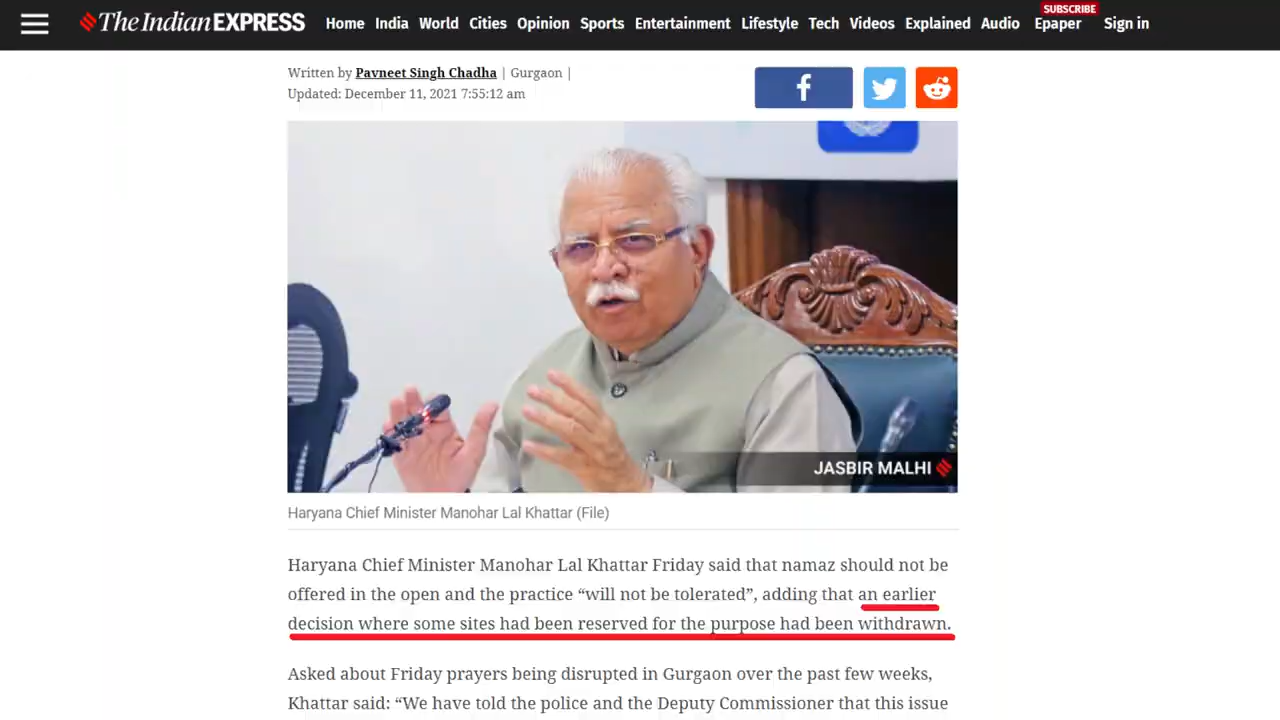 The Indian EXPRESS Home India World Cities Opinion Sports Entertainment Lifestyle Tech Videos Explained Audio Epaper SUBSCRIBE Sign in
Written by Pavneet Singh Chadha | Gurgaon |
Updated: December 11, 2021 7:55:12 am
JASBIR MALHI
Haryana Chief Minister Manohar Lal Khattar (File)
Haryana Chief Minister Manohar Lal Khattar Friday said that namaz should not be
offered in the open and the practice “will not be tolerated”, adding that an earlier
decision where some sites had been reserved for the purpose had been withdrawn.
Asked about Friday prayers being disrupted in Gurgaon over the past few weeks,
Khattar said: “We have told the police and the Deputy Commissioner that this issue